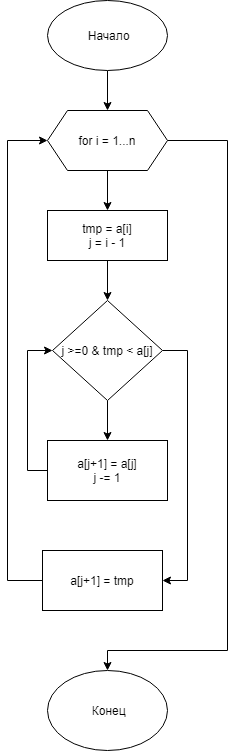 Начало
for i = 1...n
tmp = a[i]
j = i - 1
j >=0 & tmp < a[j]
a[j+1] = a[j]
j -= 1
a[j+1] = tmp
Конец